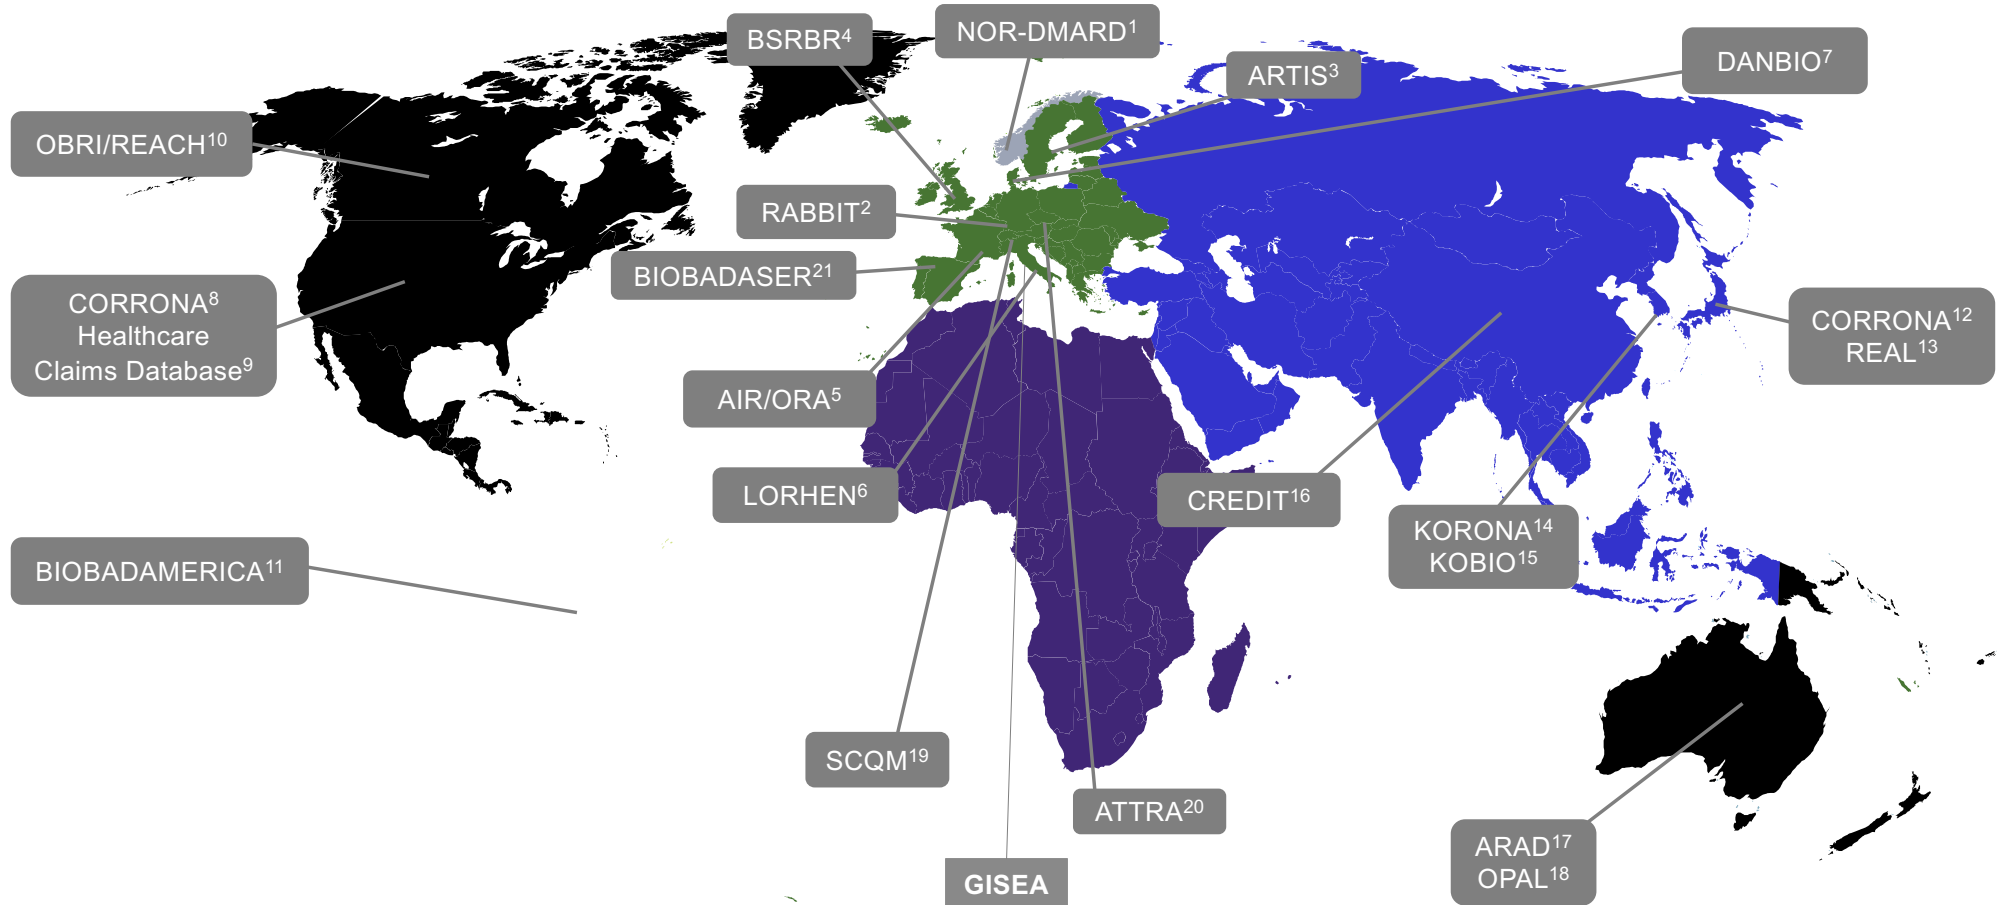 BSRBR⁴
NOR-DMARD¹
ARTIS³
DANBIO⁷
OBRI/REACH¹⁰
RABBIT²
BIOBADASER²¹
CORRONA⁸
Healthcare
Claims Database⁹
CORRONA¹²
REAL¹³
AIR/ORA⁵
LORHEN⁶
CREDIT¹⁶
KORONA¹⁴
KOBIO¹⁵
BIOBADAMERICA¹¹
SCQM¹⁹
ATTRA²⁰
ARAD¹⁷
OPAL¹⁸
GISEA